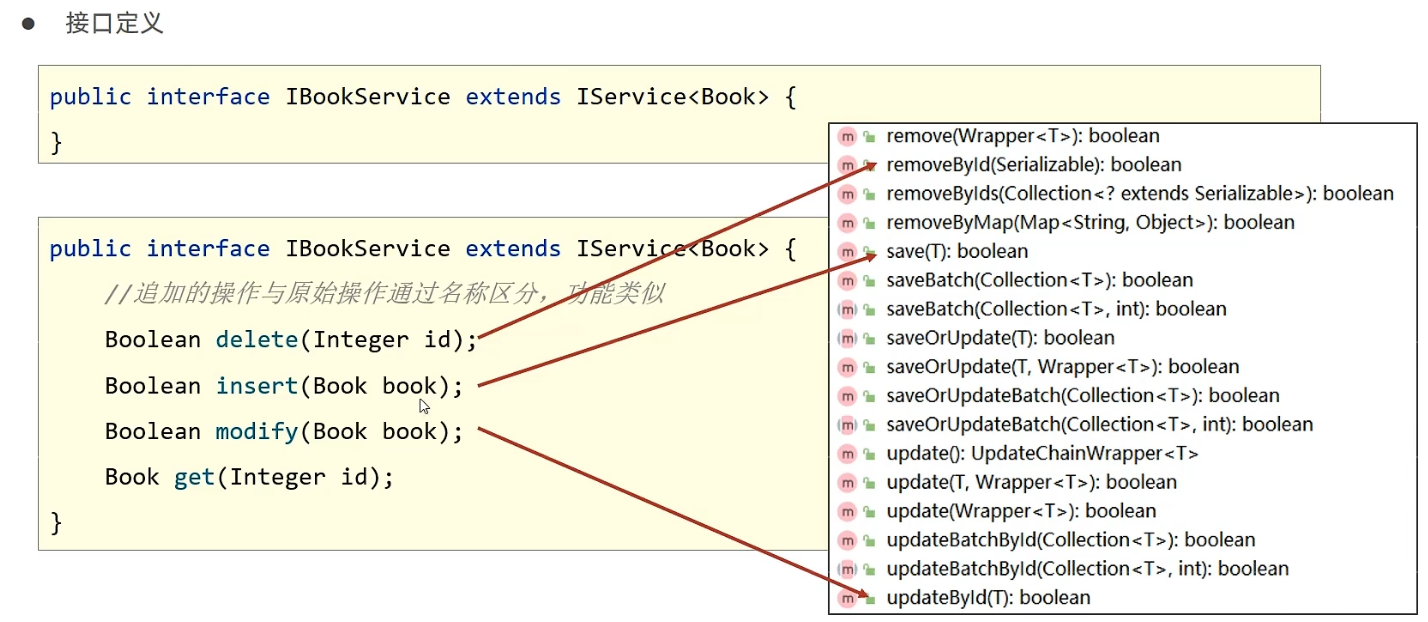 ● 接口定义
public interface IBookService extends IService<Book> {
}
public interface IBookService extends IService<Book> {
//追加的操作与原始操作通过名称区分，功能类似
Boolean delete(Integer id);
Boolean insert(Book book);
Boolean modify(Book book);
Book get(Integer id);
}
m remove(Wrapper<T>): boolean
m removeById(Serializable): boolean
m removeByIds(Collection<? extends Serializable>): boolean
m removeByMap(Map<String, Object>): boolean
m save(T): boolean
m saveBatch(Collection<T>): boolean
m saveBatch(Collection<T>, int): boolean
m saveOrUpdate(T): boolean
m saveOrUpdate(T, Wrapper<T>): boolean
m saveOrUpdateBatch(Collection<T>): boolean
m saveOrUpdateBatch(Collection<T>, int): boolean
m update(): UpdateChainWrapper<T>
m update(T, Wrapper<T>): boolean
m update(Wrapper<T>): boolean
m updateBatchById(Collection<T>): boolean
m updateBatchById(Collection<T>, int): boolean
m updateById(T): boolean